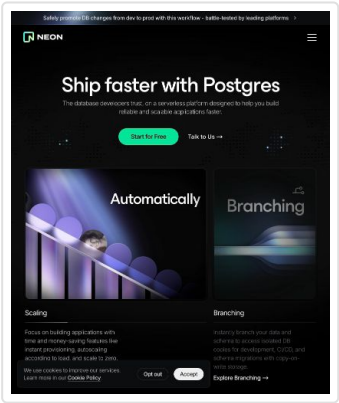 Safely promote DB changes from dev to prod with this workflow - battle-tested by leading platforms
NEON
Ship faster with Postgres
The database developers trust, on a serverless platform designed to help you build
reliable and scalable applications faster.
Start for Free
Talk to Us →
Automatically
Branching
Scaling
Focus on building applications with
time and money-saving features like
instant provisioning, autoscaling
according to load, and scale to zero.
Branching
Instantly branch your data and
schema to access isolated DB
copies for development, CI/CD, and
schema migrations with copy-on-
write storage.
Explore Branching →
We use cookies to improve our services.
Learn more in our Cookie Policy.
Opt out
Accept